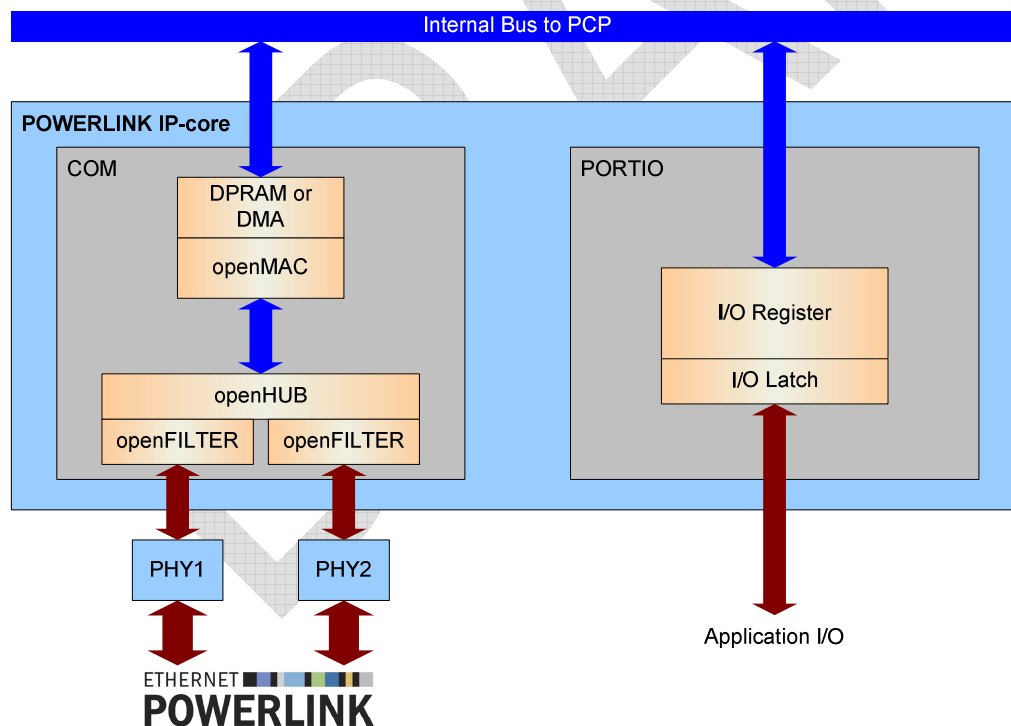 Internal Bus to PCP
POWERLINK IP-core
COM
DPRAM or
DMA
openMAC
openHUB
openFILTER
openFILTER
PORTIO
I/O Register
I/O Latch
PHY1
PHY2
Application I/O
ETHERNET
POWERLINK